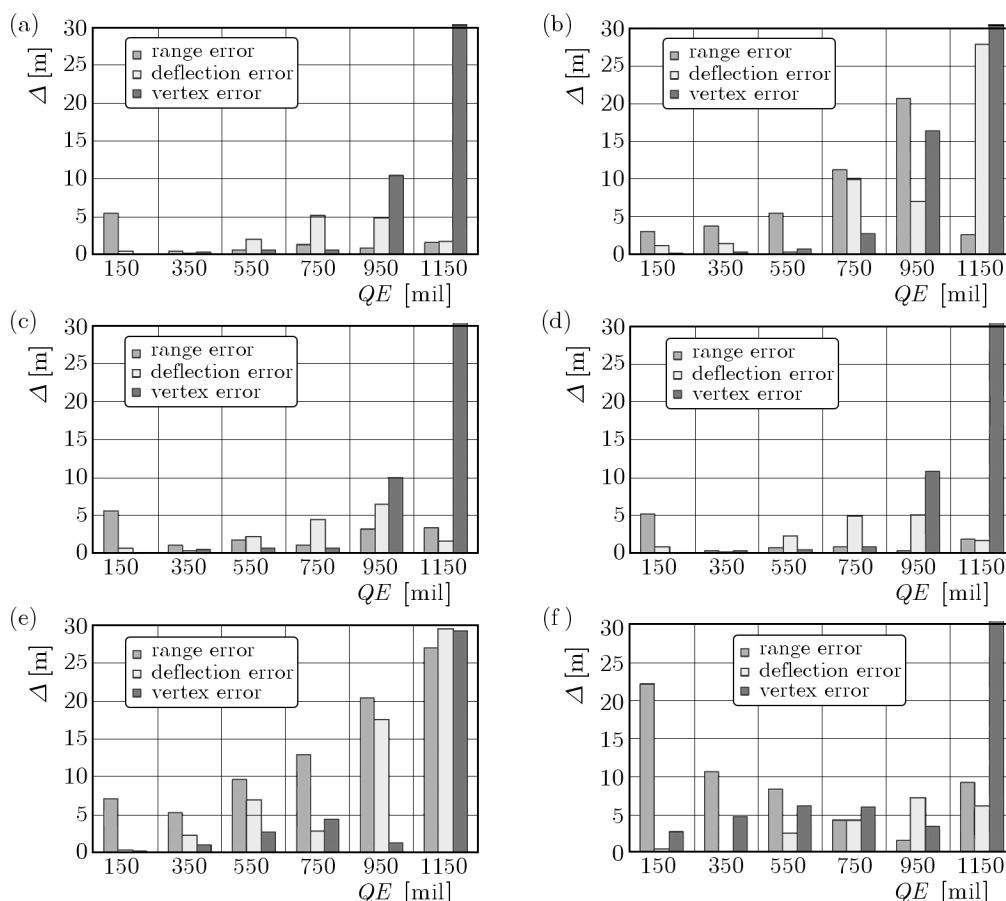 (a)
Δ [m]
30
25
20
15
10
5
0
range error
deflection error
vertex error
150 350 550 750 950 1150
QE [mil]
(b)
Δ [m]
30
25
20
15
10
5
0
range error
deflection error
vertex error
150 350 550 750 950 1150
QE [mil]
(c)
Δ [m]
30
25
20
15
10
5
0
range error
deflection error
vertex error
150 350 550 750 950 1150
QE [mil]
(d)
Δ [m]
30
25
20
15
10
5
0
range error
deflection error
vertex error
150 350 550 750 950 1150
QE [mil]
(e)
Δ [m]
30
25
20
15
10
5
0
range error
deflection error
vertex error
150 350 550 750 950 1150
QE [mil]
(f)
Δ [m]
30
25
20
15
10
5
0
range error
deflection error
vertex error
150 350 550 750 950 1150
QE [mil]